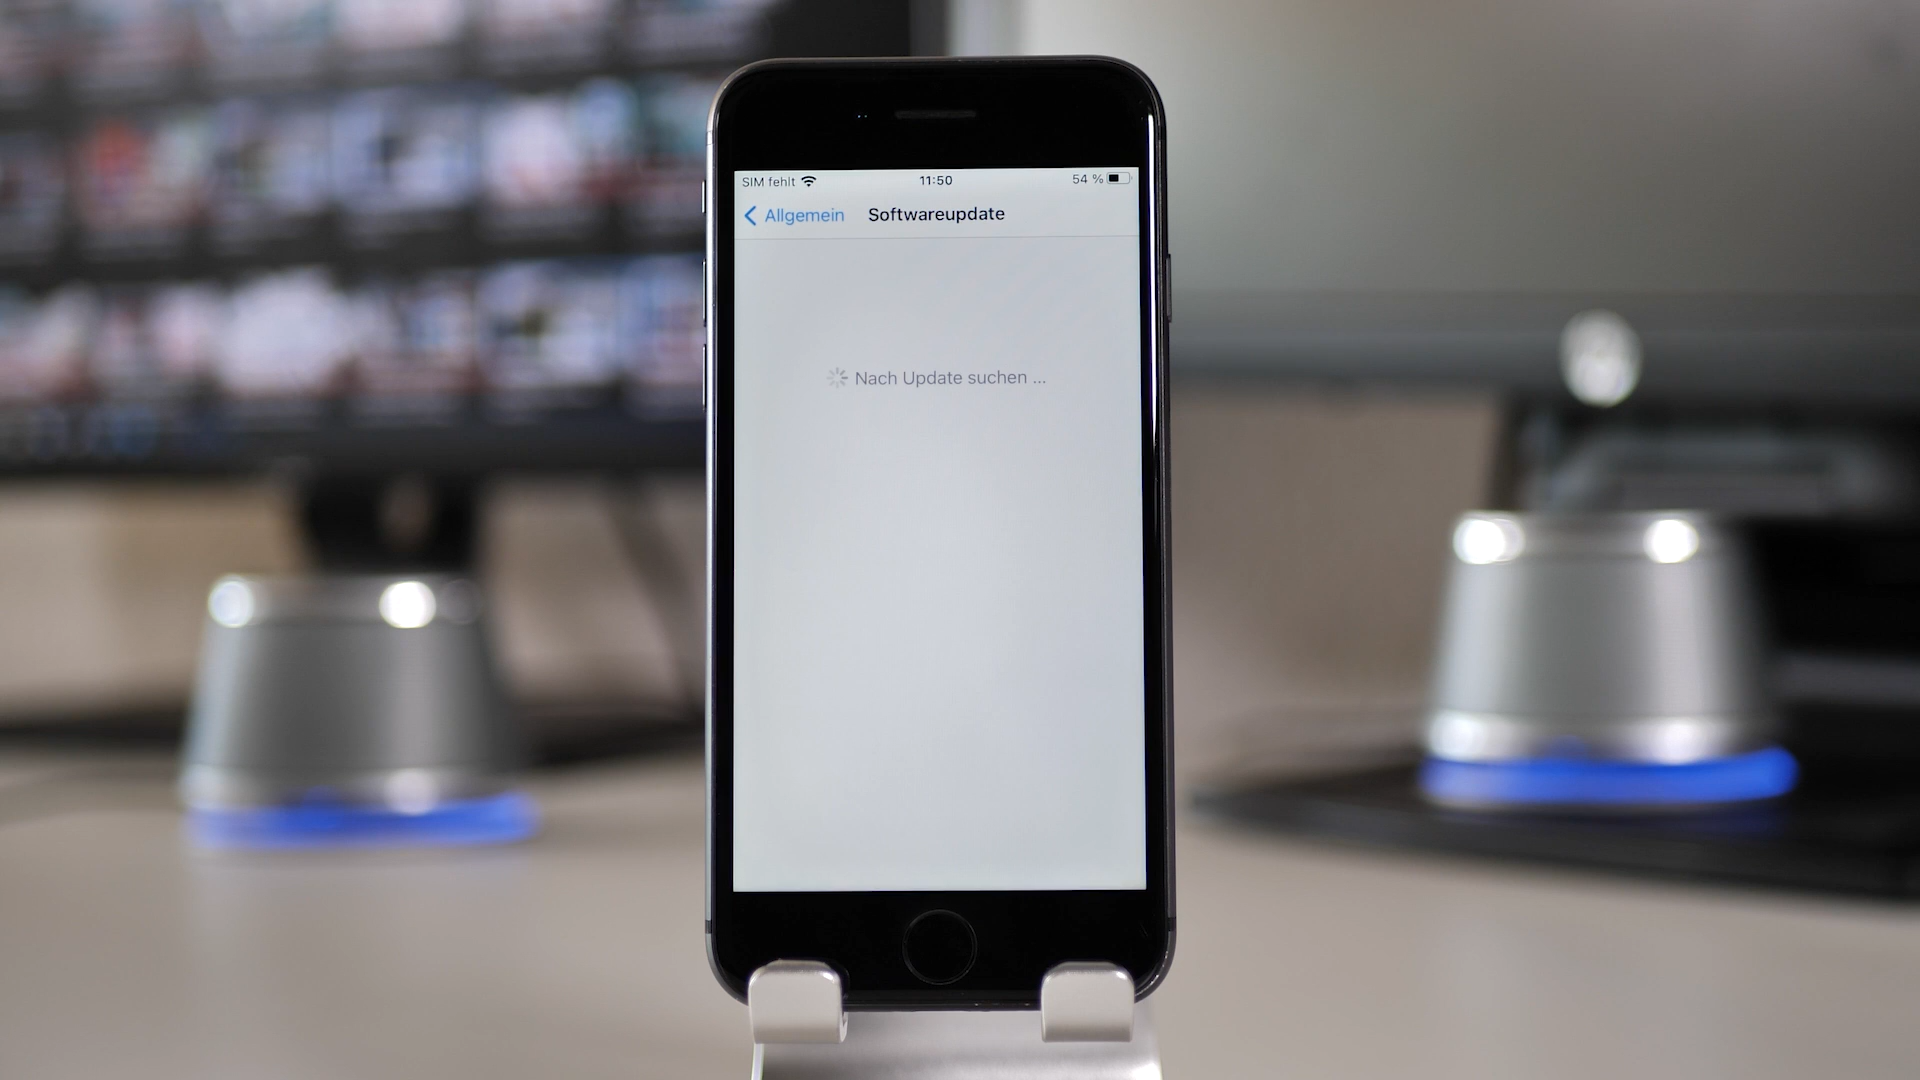 SIM fehlt 11:50 54 %
Allgemein Softwareupdate
Nach Update suchen ...